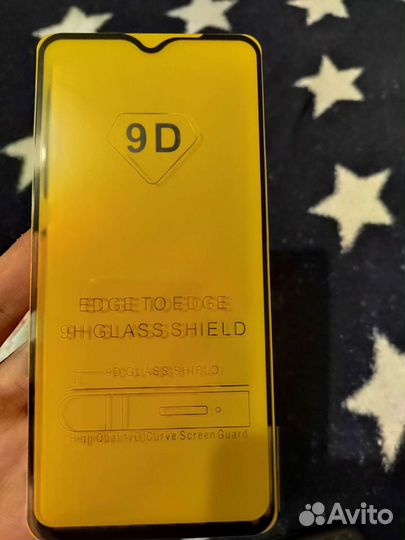 9D
EDGE TO EDGE
9H GLASS SHIELD
9D GLASS SHIELD
High Quality Curve Screen Guard
Avito